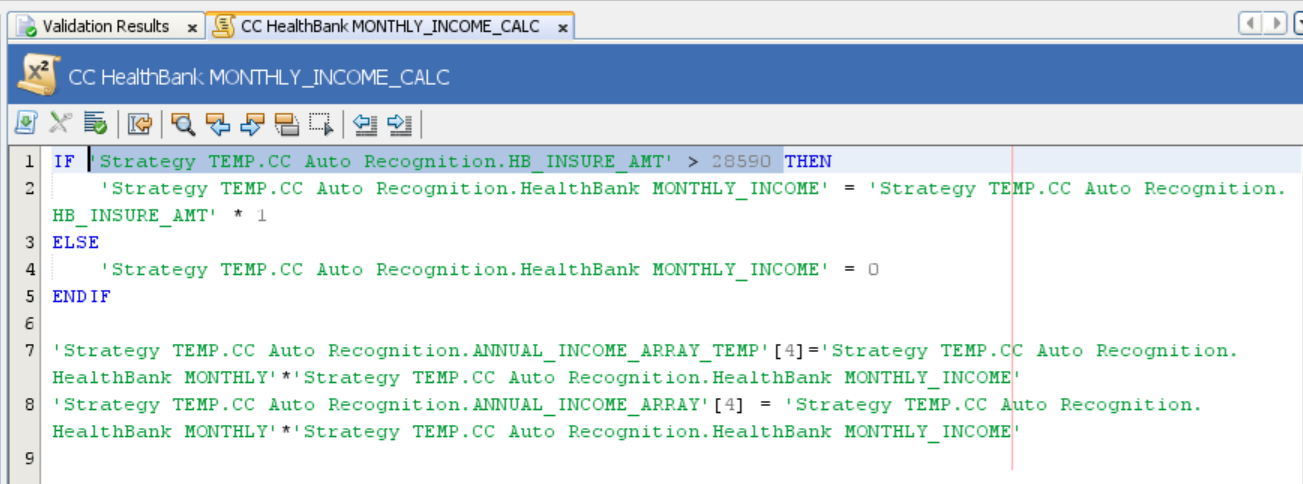 Validation Results x CC HealthBank MONTHLY_INCOME_CALC x
X² CC HealthBank MONTHLY_INCOME_CALC
1 IF 'Strategy TEMP.CC Auto Recognition.HB_INSURE_AMT' > 28590 THEN
2 'Strategy TEMP.CC Auto Recognition.HealthBank MONTHLY_INCOME' = 'Strategy TEMP.CC Auto Recognition.
HB_INSURE_AMT' * 1
3 ELSE
4 'Strategy TEMP.CC Auto Recognition.HealthBank MONTHLY_INCOME' = 0
5 ENDIF
6
7 'Strategy TEMP.CC Auto Recognition.ANNUAL_INCOME_ARRAY_TEMP'[4]='Strategy TEMP.CC Auto Recognition.
HealthBank MONTHLY'*'Strategy TEMP.CC Auto Recognition.HealthBank MONTHLY_INCOME'
8 'Strategy TEMP.CC Auto Recognition.ANNUAL_INCOME_ARRAY'[4] = 'Strategy TEMP.CC Auto Recognition.
HealthBank MONTHLY'*'Strategy TEMP.CC Auto Recognition.HealthBank MONTHLY_INCOME'
9